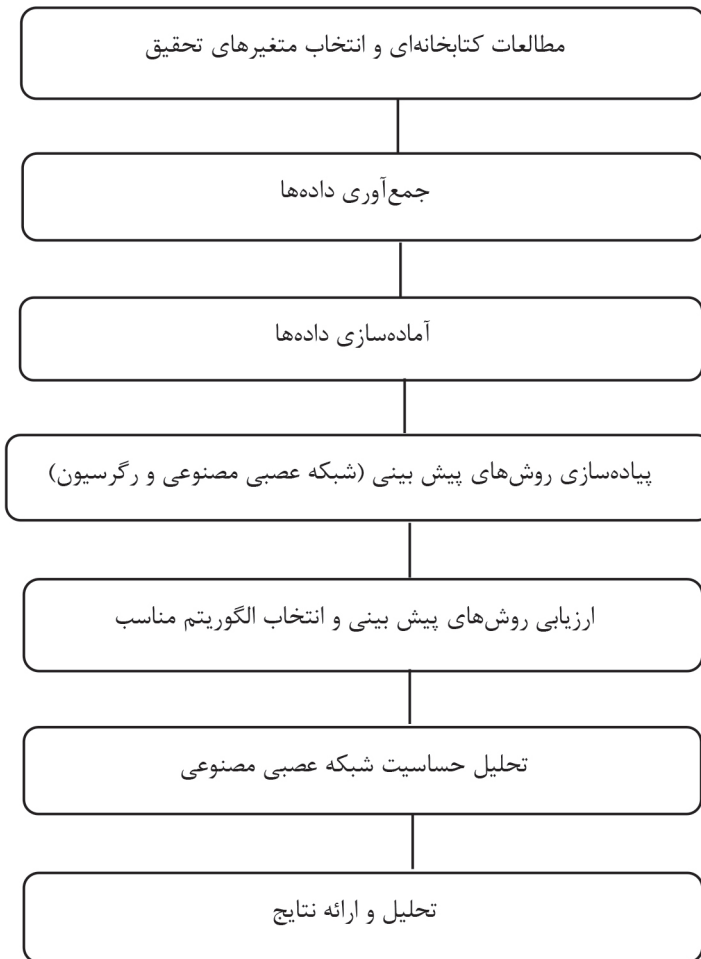 مطالعات کتابخانه‌ای و انتخاب متغیرهای تحقیق
جمع‌آوری داده‌ها
آماده‌سازی داده‌ها
پیاده‌سازی روش‌های پیش بینی (شبکه عصبی مصنوعی و رگرسیون)
ارزیابی روش‌های پیش بینی و انتخاب الگوریتم مناسب
تحلیل حساسیت شبکه عصبی مصنوعی
تحلیل و ارائه نتایج